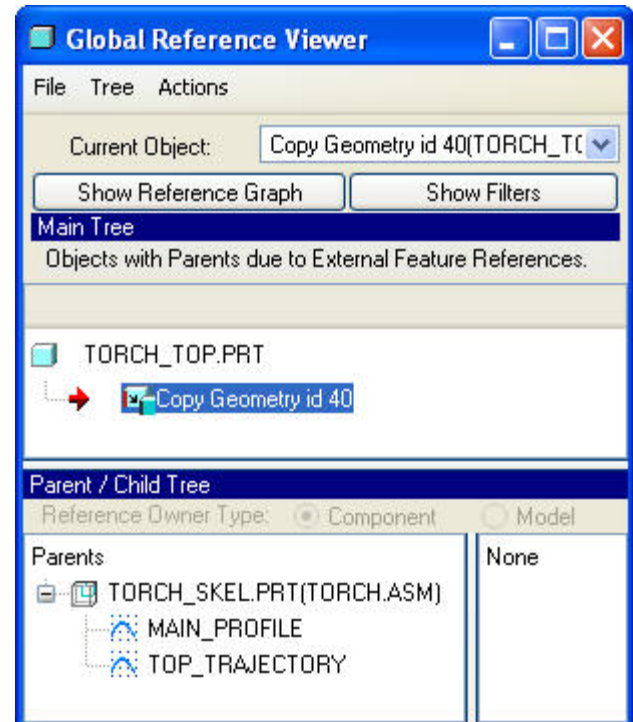 Global Reference Viewer
File Tree Actions
Current Object: Copy Geometry id 40(TORCH_T(
Show Reference Graph Show Filters
Main Tree
Objects with Parents due to External Feature References.
TORCH_TOP.PRT
Copy Geometry id 40
Parent / Child Tree
Reference Owner Type: Component Model
Parents None
TORCH_SKEL.PRT(TORCH.ASM)
MAIN_PROFILE
TOP_TRAJECTORY